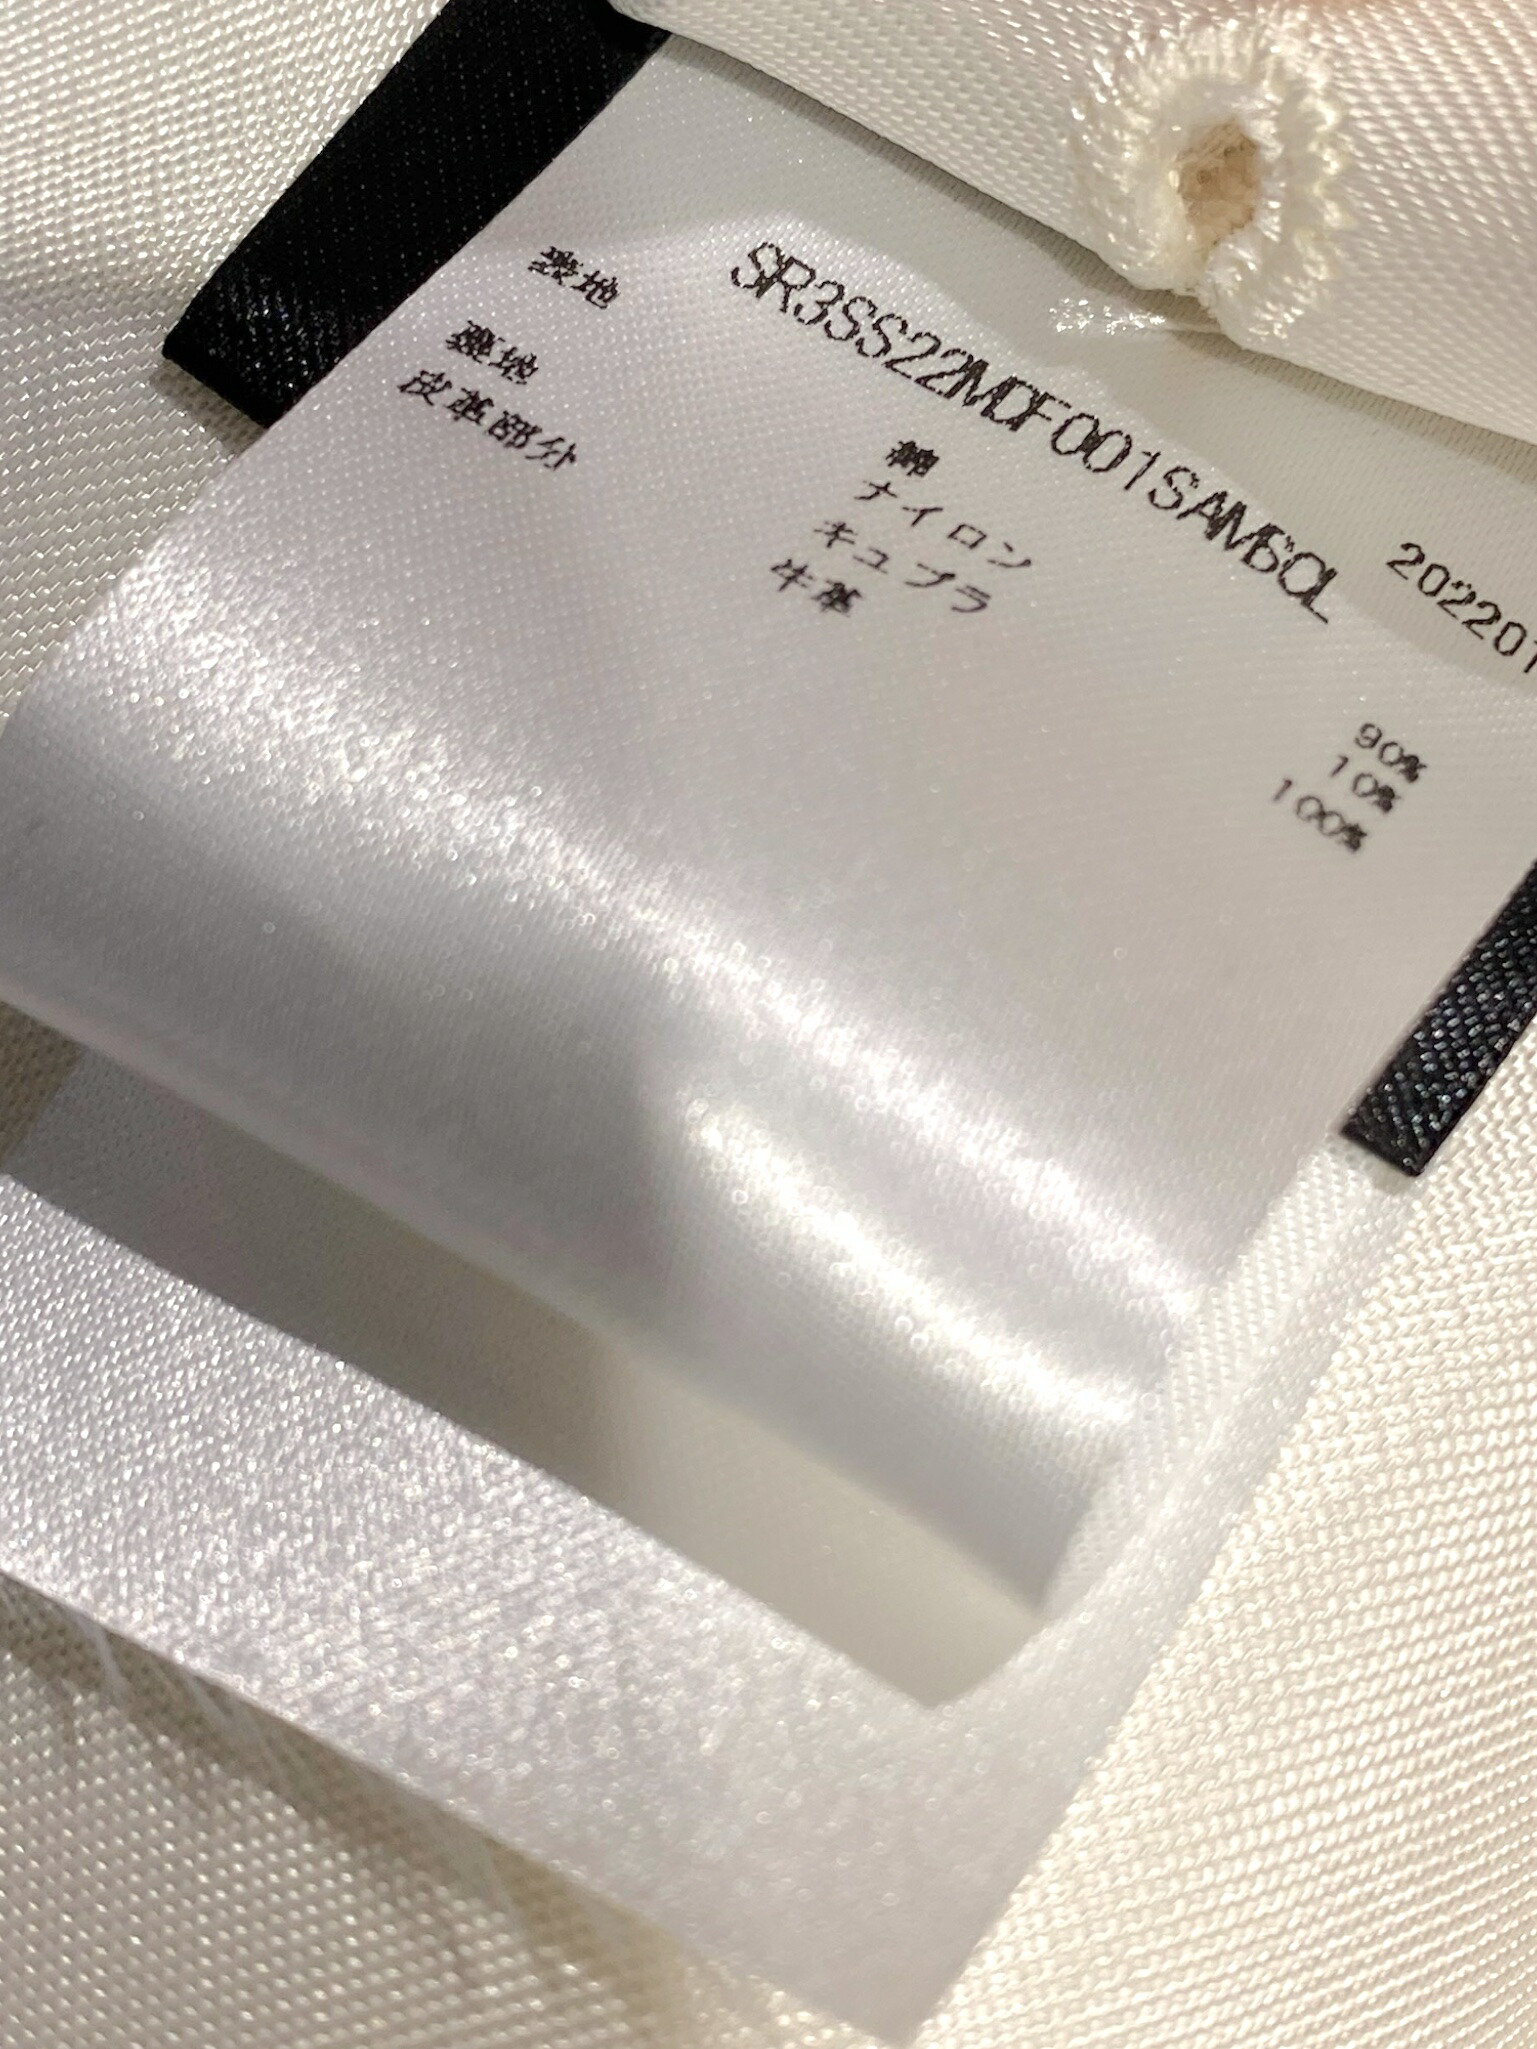 SR3SS22MOF001SAMSOL 202201
表地 綿 90%
ナイロン 10%
裏地 キュプラ 100%
皮革部分 牛革